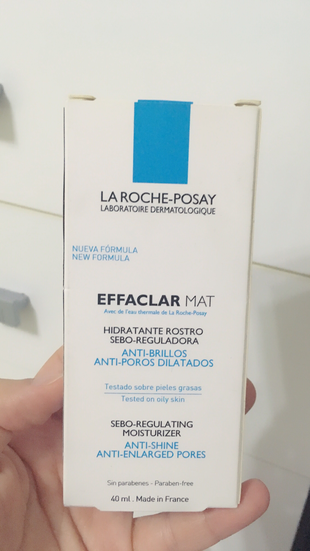 LA ROCHE-POSAY
LABORATOIRE DERMATOLOGIQUE
NUEVA FÓRMULA
NEW FORMULA
EFFACLAR MAT
Avec de l'eau thermale de La Roche-Posay
HIDRATANTE ROSTRO
SEBO-REGULADORA
ANTI-BRILLOS
ANTI-POROS DILATADOS
Testado sobre pieles grasas
Tested on oily skin
SEBO-REGULATING
MOISTURIZER
ANTI-SHINE
ANTI-ENLARGED PORES
Sin parabenes - Paraben-free
40 ml . Made in France